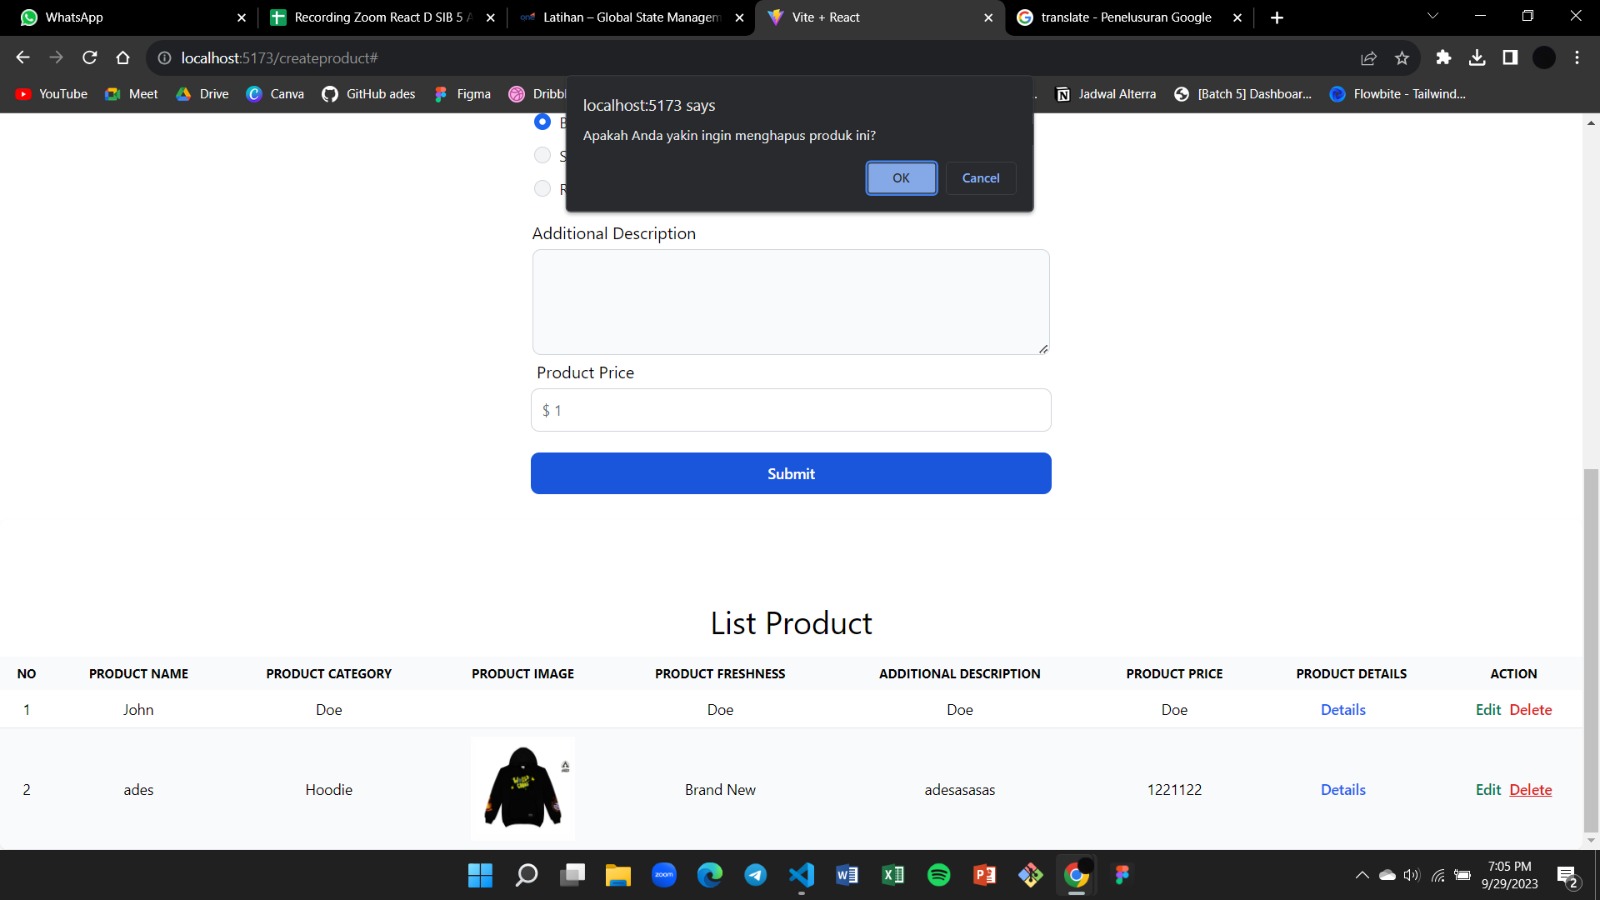 WhatsApp
Recording Zoom React D SIB 5 A
Latihan – Global State Managem
Vite + React
translate - Penelusuran Google
localhost:5173/createproduct#
YouTube
Meet
Drive
Canva
GitHub ades
Figma
Dribbl
Jadwal Alterra
[Batch 5] Dashboar...
Flowbite - Tailwind...
localhost:5173 says
Apakah Anda yakin ingin menghapus produk ini?
OK
Cancel
Additional Description
Product Price
$ 1
Submit
List Product
NO PRODUCT NAME PRODUCT CATEGORY PRODUCT IMAGE PRODUCT FRESHNESS ADDITIONAL DESCRIPTION PRODUCT PRICE PRODUCT DETAILS ACTION
1 John Doe Doe Doe Doe Details Edit Delete
2 ades Hoodie Brand New adesasasas 1221122 Details Edit Delete
zoom
7:05 PM
9/29/2023
2